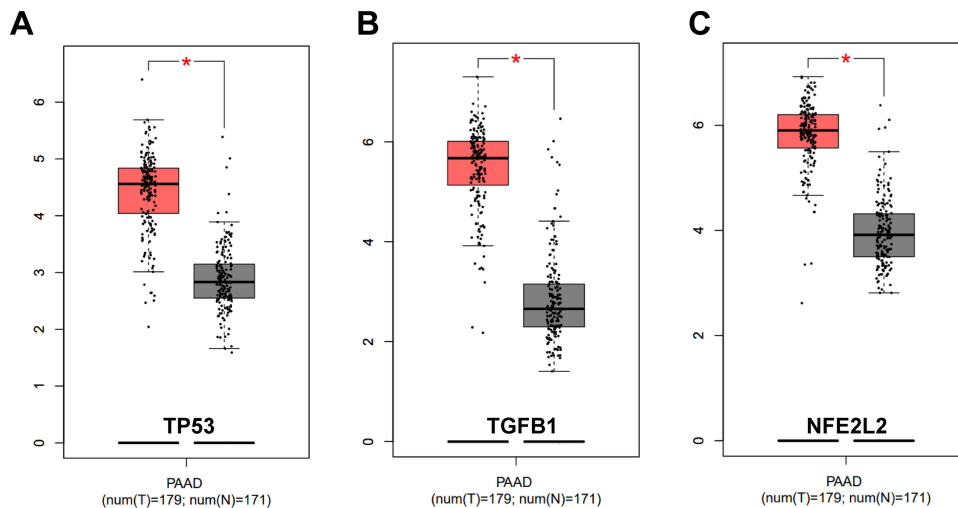 A
B
C
*
*
*
6
5
4
3
2
1
0
TP53
PAAD
(num(T)=179; num(N)=171)
6
4
2
0
TGFB1
PAAD
(num(T)=179; num(N)=171)
6
4
2
0
NFE2L2
PAAD
(num(T)=179; num(N)=171)